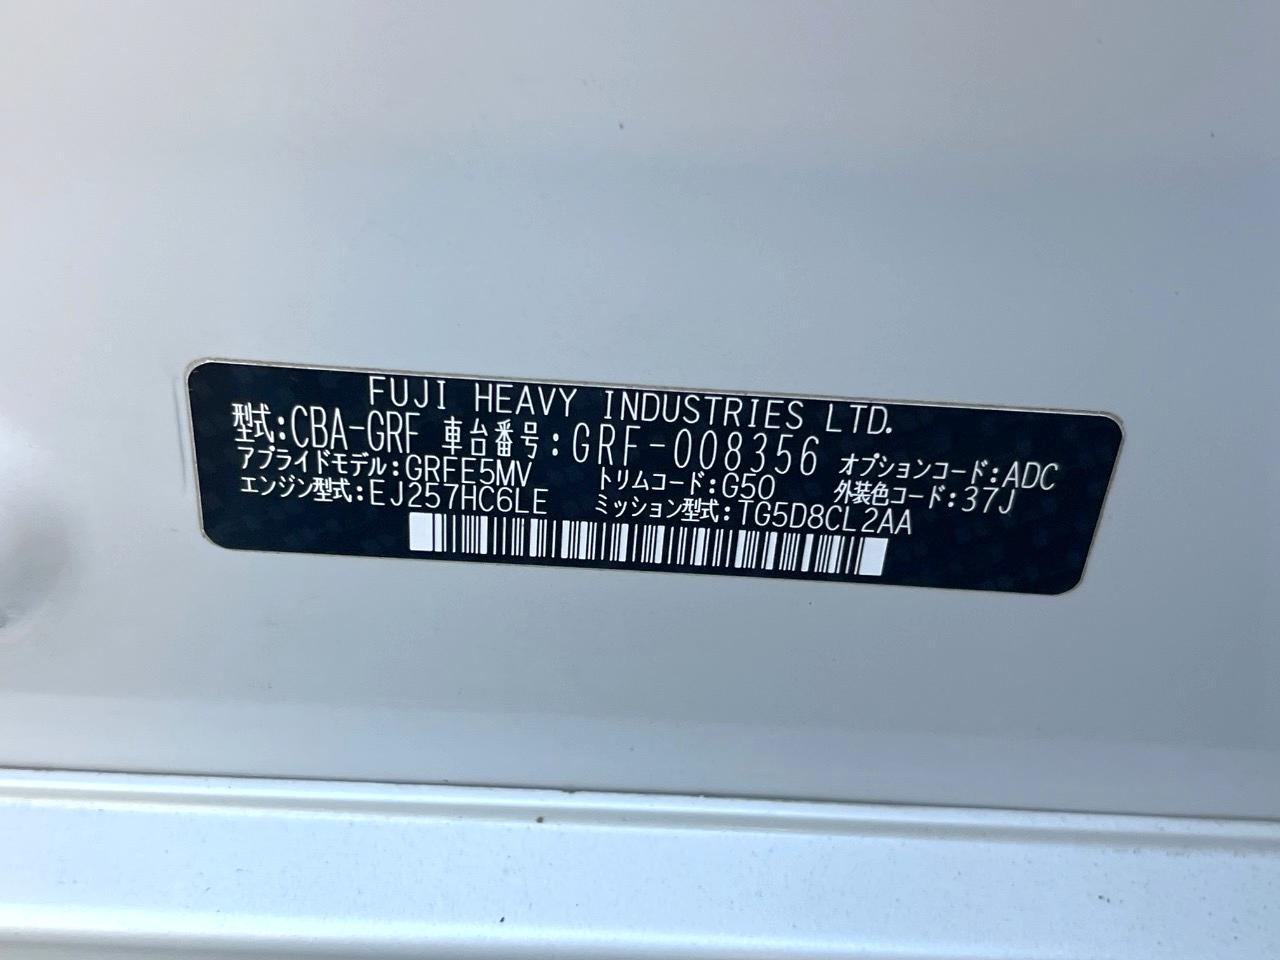 FUJI HEAVY INDUSTRIES LTD.
型式:CBA-GRF 車台番号:GRF-008356 オプションコード:ADC
アプライドモデル:GRFE5MV トリムコード:G50 外装色コード:37J
エンジン型式:EJ257HC6LE ミッション型式:TG5D8CL2AA